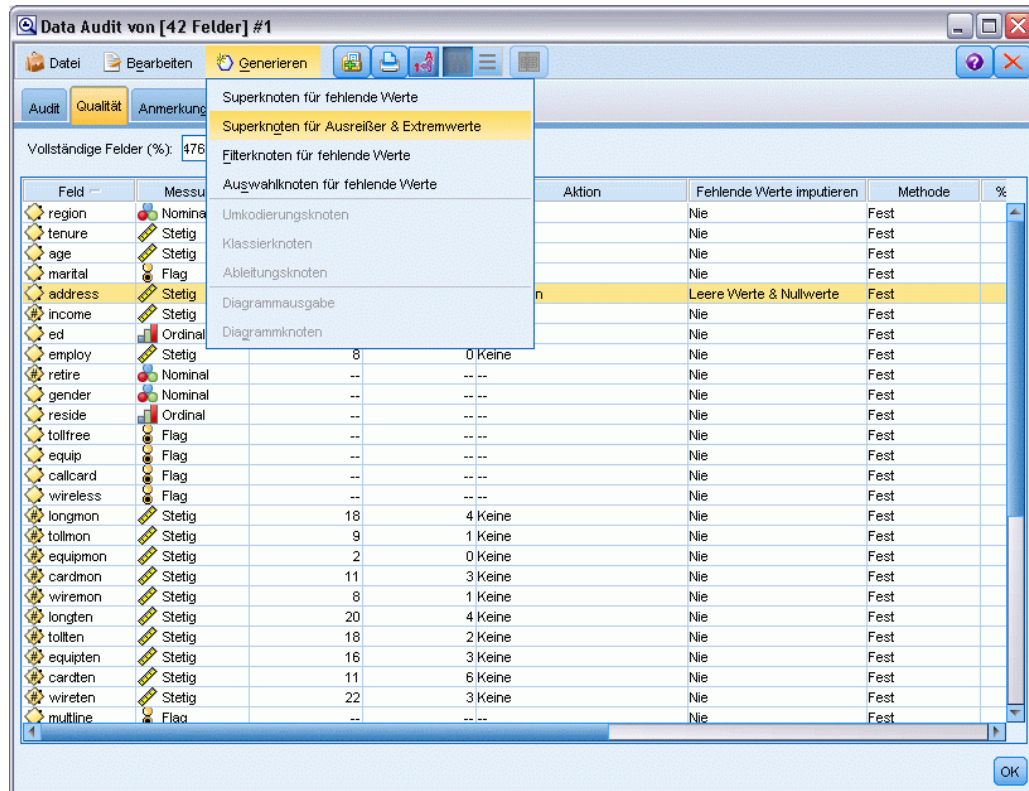 Data Audit von [42 Felder] #1
Datei Bearbeiten Generieren
Audit Qualität Anmerkung
Superknoten für fehlende Werte
Superknoten für Ausreißer & Extremwerte
Filterknoten für fehlende Werte
Auswahlknoten für fehlende Werte
Umkodierungsknoten
Klassierknoten
Ableitungsknoten
Diagrammausgabe
Diagrammknoten
Vollständige Felder (%): 476
Feld Messu Aktion Fehlende Werte imputieren Methode %
region Nomina Nie Fest
tenure Stetig Nie Fest
age Stetig Nie Fest
marital Flag Nie Fest
address Stetig n Leere Werte & Nullwerte Fest
income Stetig Nie Fest
ed Ordinal Nie Fest
employ Stetig 8 0 Keine Nie Fest
retire Nominal -- -- -- Nie Fest
gender Nominal -- -- -- Nie Fest
reside Ordinal -- -- -- Nie Fest
tollfree Flag -- -- -- Nie Fest
equip Flag -- -- -- Nie Fest
callcard Flag -- -- -- Nie Fest
wireless Flag -- -- -- Nie Fest
longmon Stetig 18 4 Keine Nie Fest
tollmon Stetig 9 1 Keine Nie Fest
equipmon Stetig 2 0 Keine Nie Fest
cardmon Stetig 11 3 Keine Nie Fest
wiremon Stetig 8 1 Keine Nie Fest
longten Stetig 20 4 Keine Nie Fest
tollten Stetig 18 2 Keine Nie Fest
equipten Stetig 16 3 Keine Nie Fest
cardten Stetig 11 6 Keine Nie Fest
wireten Stetig 22 3 Keine Nie Fest
multline Flag -- -- -- Nie Fest
OK